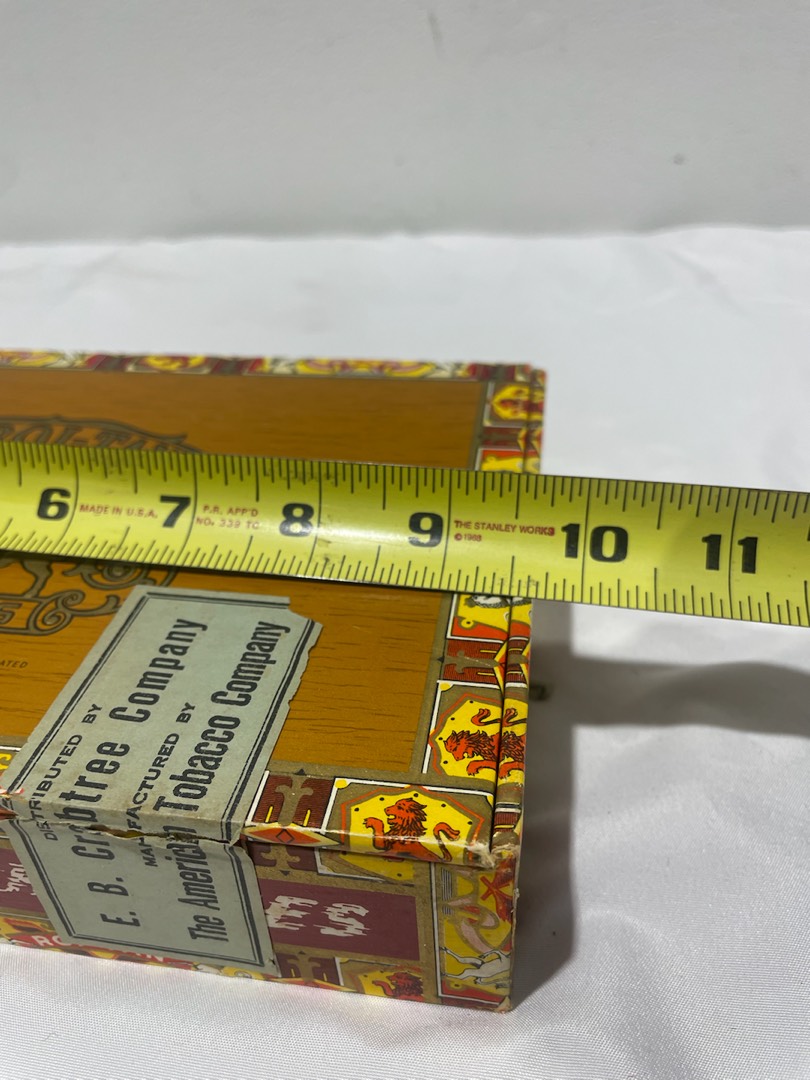 6 MADE IN U.S.A. 7 P.R. APP'D 8 9 THE STANLEY WORKS 10 11
NO. 339 TC ©1988
ATED
DISTRIBUTED BY
E. B. Crabtree Company
MANUFACTURED BY
The American Tobacco Company